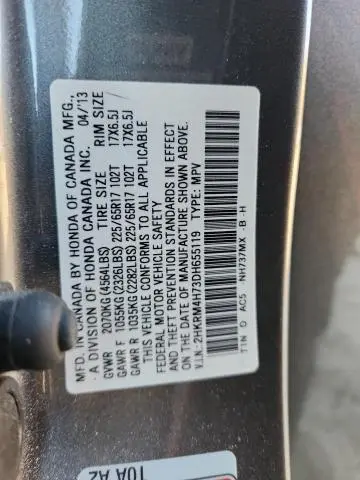 MFD. IN CANADA BY HONDA OF CANADA MFG.,
A DIVISION OF HONDA CANADA INC. 04/13
GVWR 2070KG(4564LBS) TIRE SIZE RIM SIZE
GAWR F 1055KG(2326LBS) 225/65R17 102T 17X6.5J
GAWR R 1035KG(2282LBS) 225/65R17 102T 17X6.5J
THIS VEHICLE CONFORMS TO ALL APPLICABLE
FEDERAL MOTOR VEHICLE SAFETY
AND THEFT PREVENTION STANDARDS IN EFFECT
ON THE DATE OF MANUFACTURE SHOWN ABOVE.
V.I.N.: 2HKRM4H73DH655119 TYPE: MPV
T1N D AC5 NH737MX - B - H
T0A A2